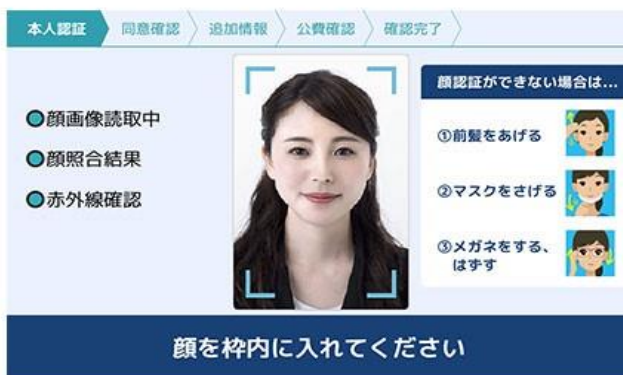 本人認証
同意確認
追加情報
公費確認
確認完了
顔画像読取中
顔照合結果
赤外線確認
顔認証ができない場合は...
①前髪をあげる
②マスクをさげる
③メガネをする、
はずす
顔を枠内に入れてください